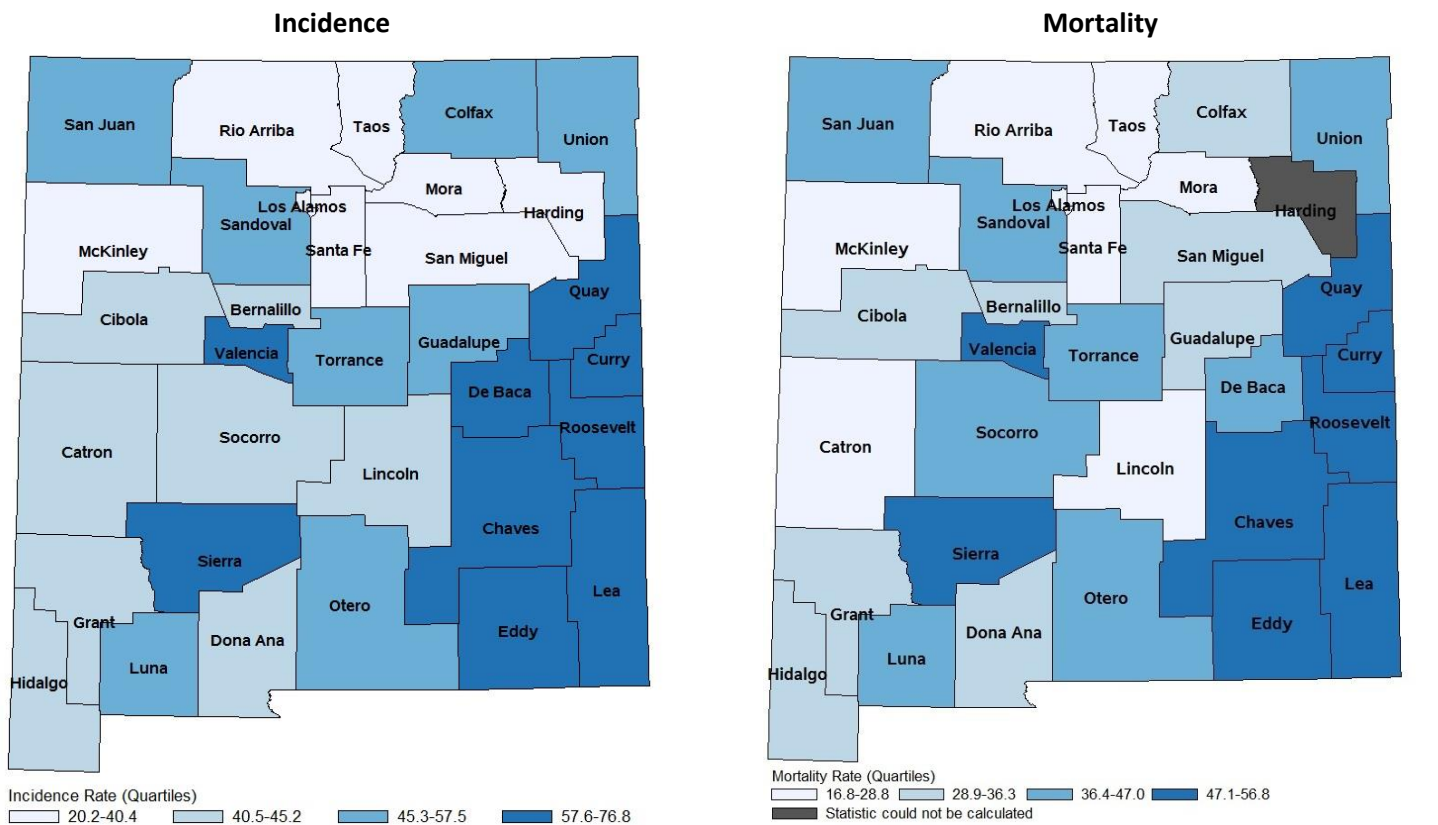 Incidence
San Juan
Rio Arriba
Taos
Colfax
Union
Mora
Los Alamos
Harding
Sandoval
McKinley
Santa Fe
San Miguel
Quay
Bernalillo
Cibola
Guadalupe
Valencia
Torrance
Curry
De Baca
Roosevelt
Socorro
Catron
Lincoln
Chaves
Sierra
Lea
Otero
Grant
Eddy
Dona Ana
Luna
Hidalgo
Incidence Rate (Quartiles)
20.2-40.4 40.5-45.2 45.3-57.5 57.6-76.8
Mortality
San Juan
Rio Arriba
Taos
Colfax
Union
Mora
Los Alamos
Harding
Sandoval
McKinley
Santa Fe
San Miguel
Quay
Bernalillo
Cibola
Guadalupe
Valencia
Torrance
Curry
De Baca
Roosevelt
Socorro
Catron
Lincoln
Chaves
Sierra
Lea
Otero
Grant
Eddy
Dona Ana
Luna
Hidalgo
Mortality Rate (Quartiles)
16.8-28.8 28.9-36.3 36.4-47.0 47.1-56.8
Statistic could not be calculated